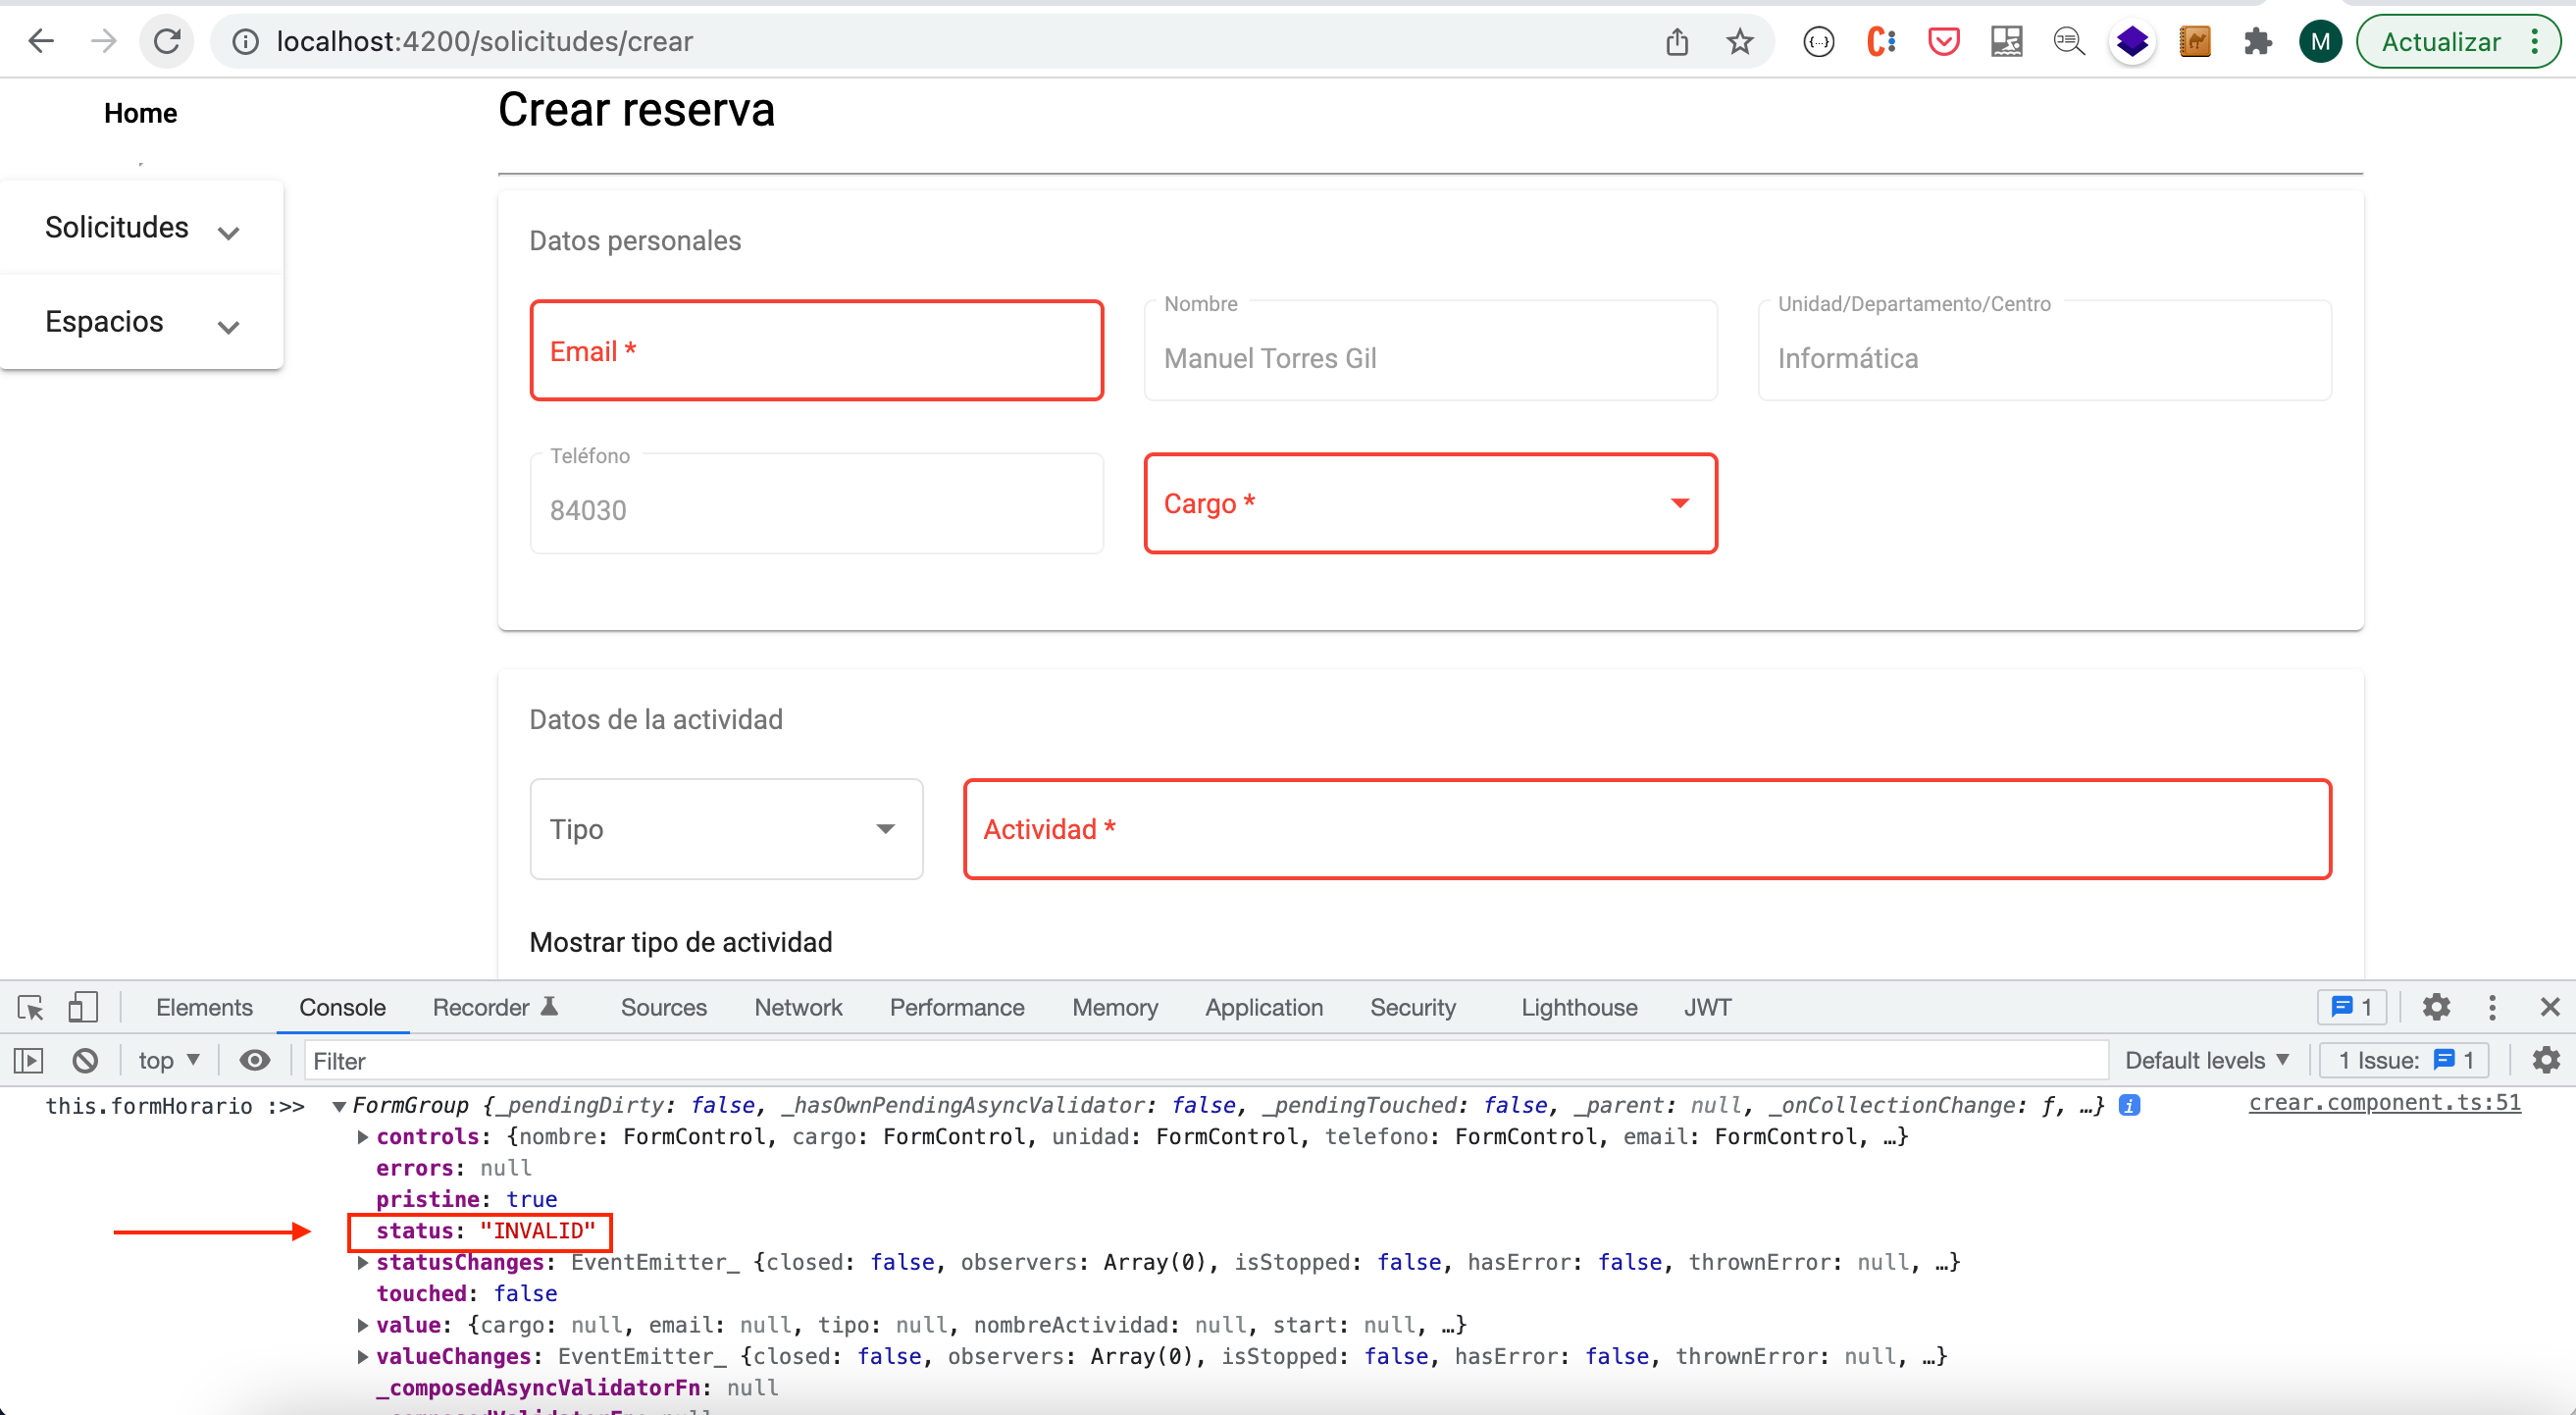 localhost:4200/solicitudes/crear
M
Actualizar
Home
Crear reserva
Solicitudes
Espacios
Datos personales
Email *
Nombre
Manuel Torres Gil
Unidad/Departamento/Centro
Informática
Teléfono
84030
Cargo *
Datos de la actividad
Tipo
Actividad *
Mostrar tipo de actividad
Elements Console Recorder Sources Network Performance Memory Application Security Lighthouse JWT 1
top Filter Default levels 1 Issue: 1
this.formHorario :>> FormGroup {_pendingDirty: false, _hasOwnPendingAsyncValidator: false, _pendingTouched: false, _parent: null, _onCollectionChange: ƒ, …} i crear.component.ts:51
controls: {nombre: FormControl, cargo: FormControl, unidad: FormControl, telefono: FormControl, email: FormControl, …}
errors: null
pristine: true
status: "INVALID"
statusChanges: EventEmitter_ {closed: false, observers: Array(0), isStopped: false, hasError: false, thrownError: null, …}
touched: false
value: {cargo: null, email: null, tipo: null, nombreActividad: null, start: null, …}
valueChanges: EventEmitter_ {closed: false, observers: Array(0), isStopped: false, hasError: false, thrownError: null, …}
_composedAsyncValidatorFn: null